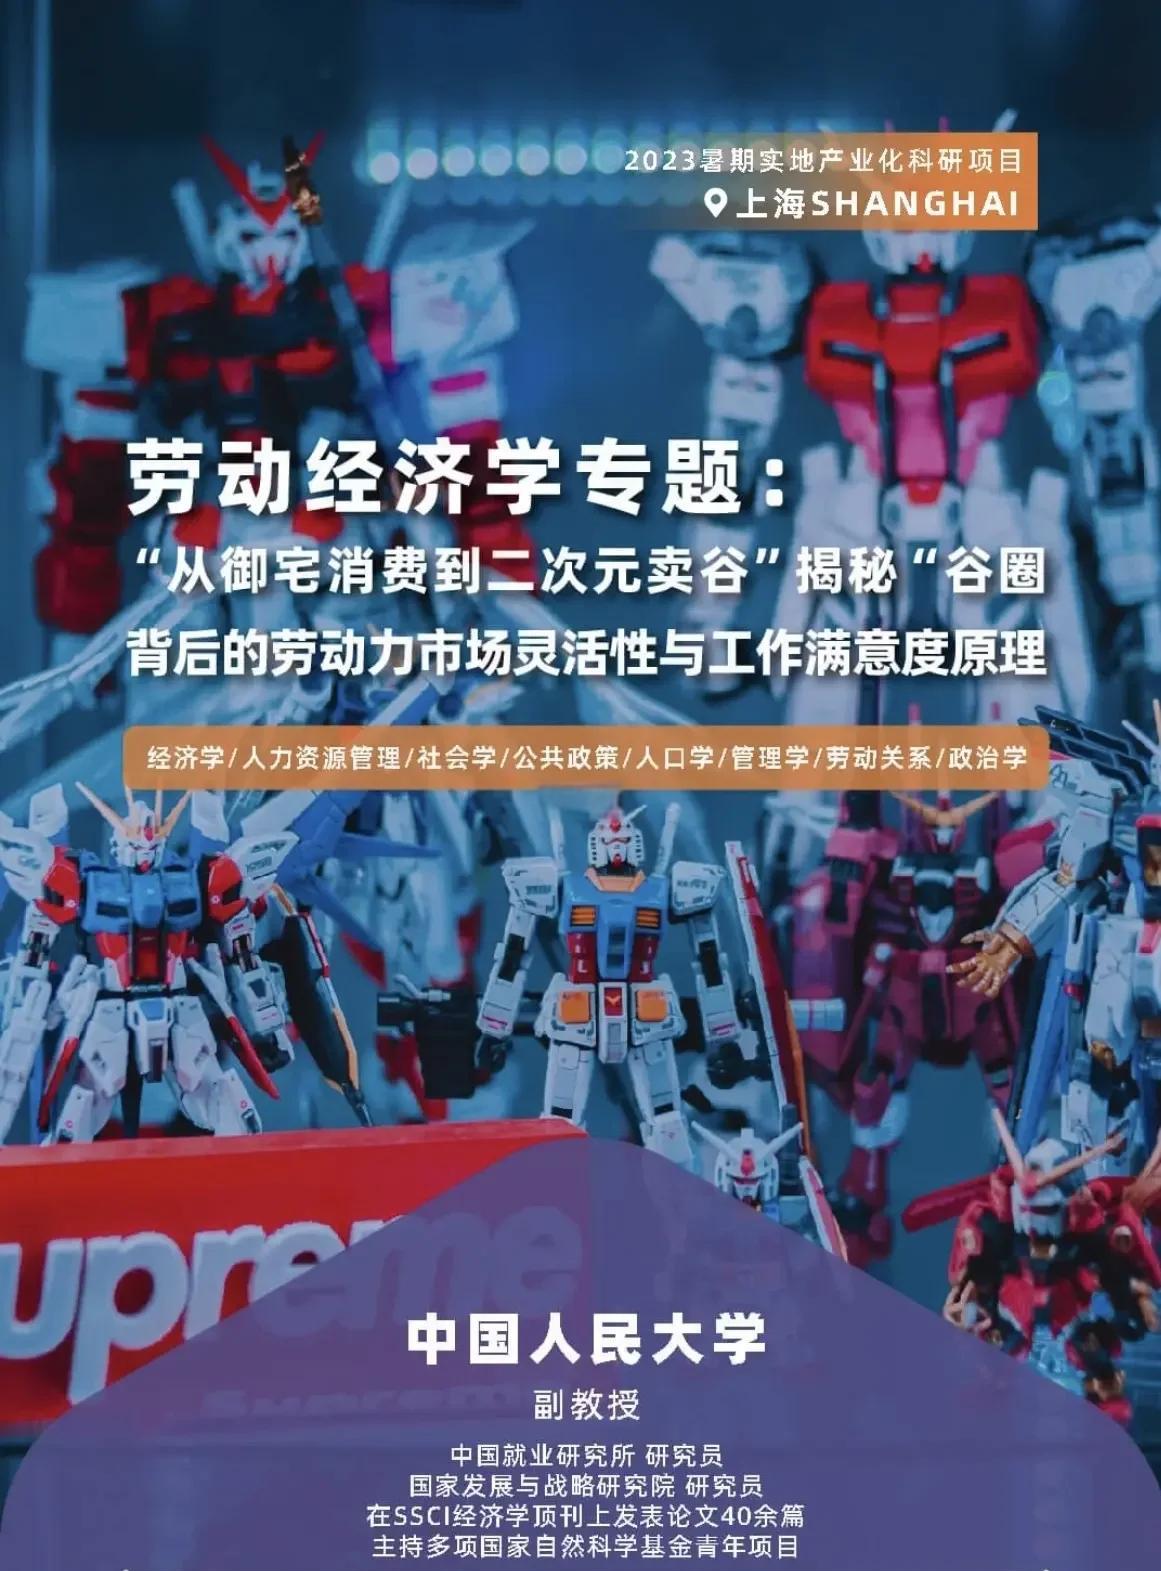 2023暑期实地产业化科研项目
上海SHANGHAI
劳动经济学专题：
“从御宅消费到二次元卖谷”揭秘“谷圈
背后的劳动力市场灵活性与工作满意度原理
经济学/人力资源管理/社会学/公共政策/人口学/管理学/劳动关系/政治学
upreme
中国人民大学
副教授
中国就业研究所 研究员
国家发展与战略研究院 研究员
在SSCI经济学顶刊上发表论文40余篇
主持多项国家自然科学基金青年项目